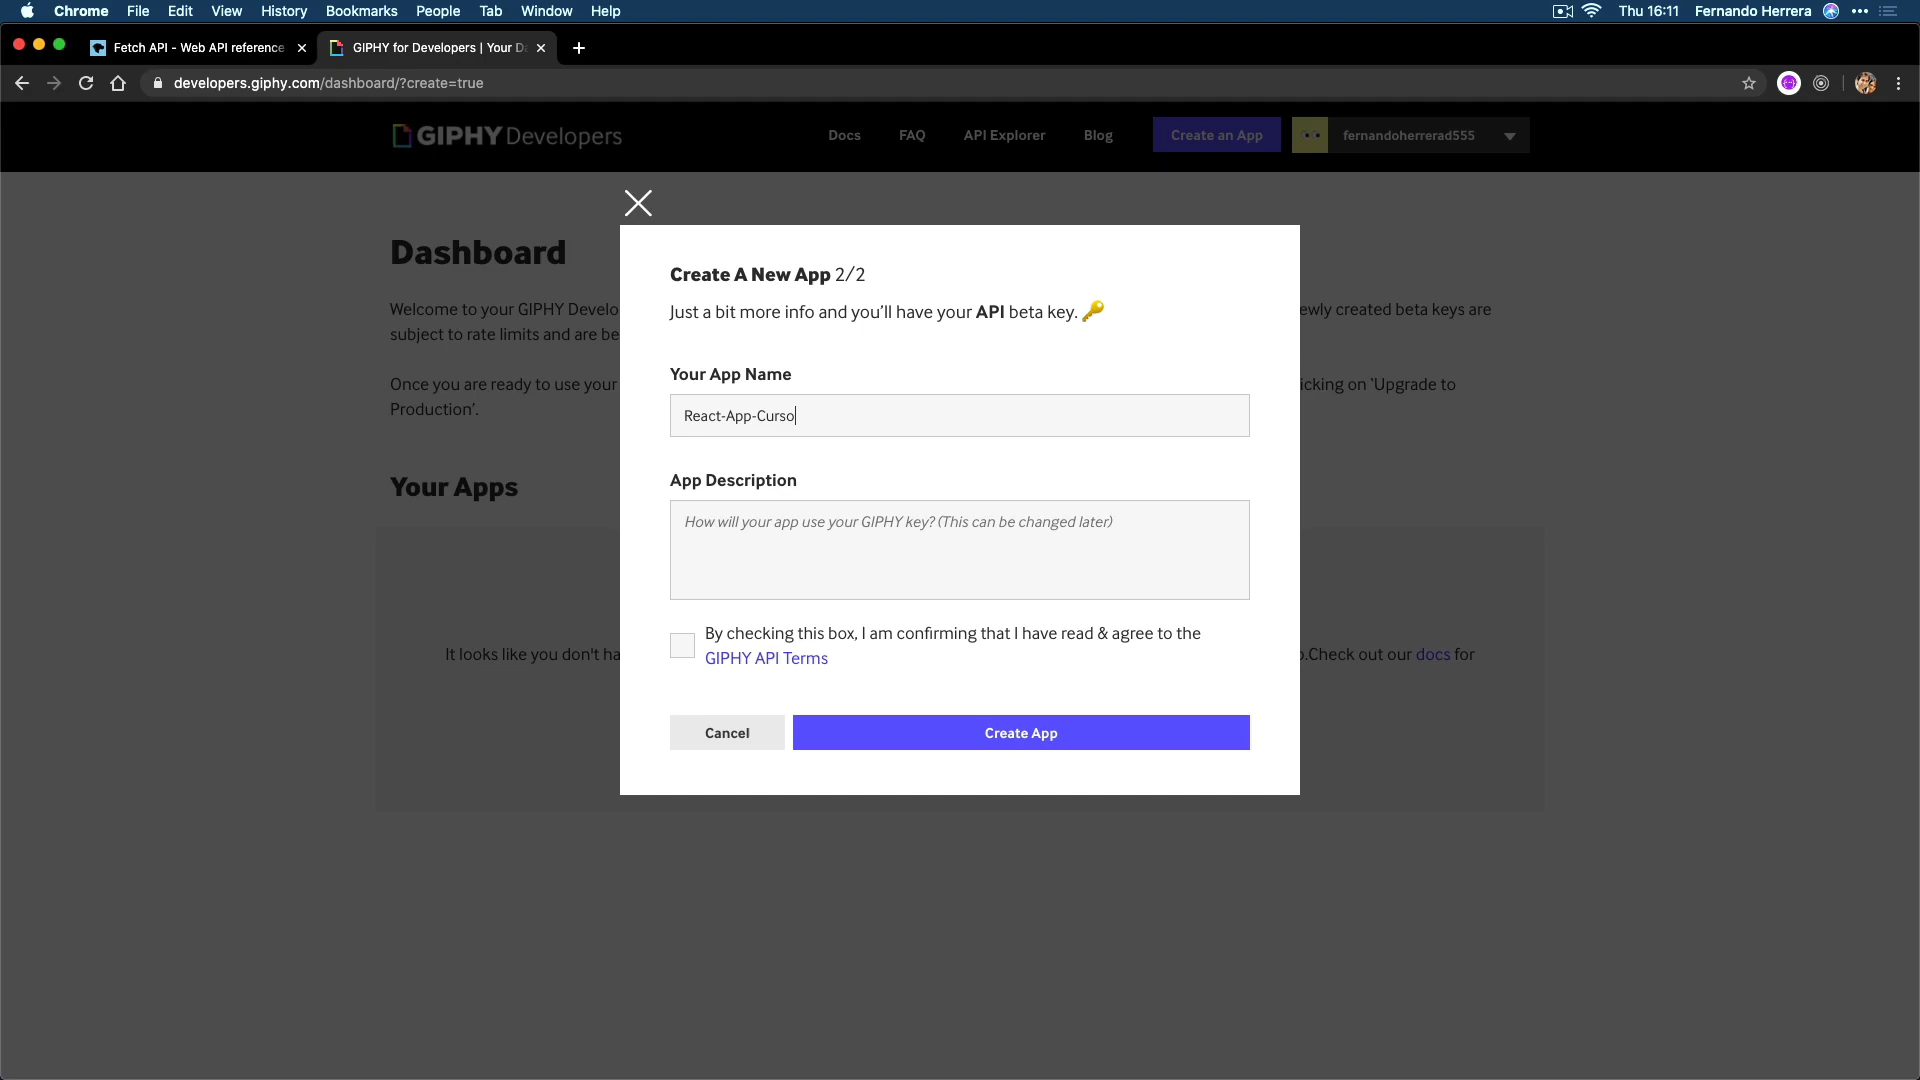 Chrome File Edit View History Bookmarks People Tab Window Help Thu 16:11 Fernando Herrera
Fetch API - Web API reference GIPHY for Developers | Your Da
developers.giphy.com/dashboard/?create=true
GIPHY Developers Docs FAQ API Explorer Blog Create an App fernandoherrerad555
Dashboard
Create A New App 2/2
Welcome to your GIPHY Develo ewly created beta keys are
Just a bit more info and you'll have your API beta key.
subject to rate limits and are be
Your App Name
Once you are ready to use your icking on 'Upgrade to
Production'.
React-App-Curso
App Description
Your Apps
How will your app use your GIPHY key? (This can be changed later)
By checking this box, I am confirming that I have read & agree to the
GIPHY API Terms
It looks like you don't ha .Check out our docs for
Cancel Create App